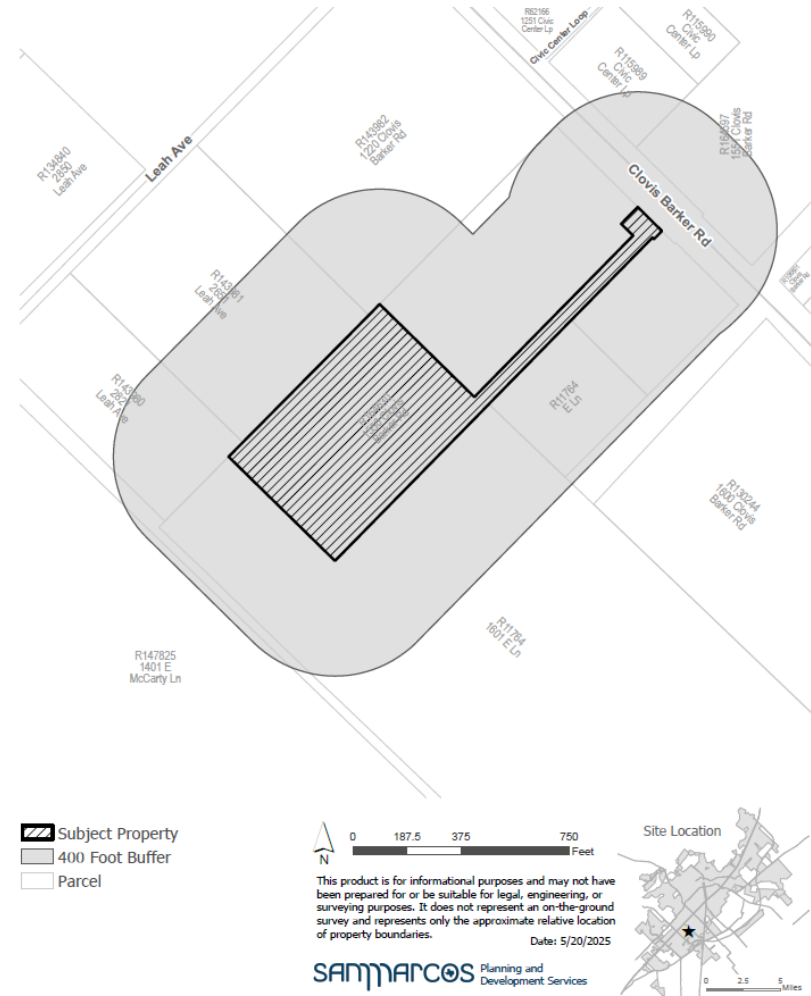 R62166
1251 Civic
Center Lp
Civic Center Loop
R115990
Civic
Center Lp
R115989
Civic
Center Lp
1551 Clovis
Barker Rd
R143982
1220 Clovis
Barker Rd
R134840
2850
Leah Ave
Leah Ave
Clovis Barker Rd
R143981
2651
Leah Ave
R143980
Leah Ave
Barker Rd
R11764
E Ln
R130244
1600 Clovis
Barker Rd
R11764
1601 E Ln
R147825
1401 E
McCarty Ln
Subject Property
400 Foot Buffer
Parcel
N
0 187.5 375 750
Feet
This product is for informational purposes and may not have
been prepared for or be suitable for legal, engineering, or
surveying purposes. It does not represent an on-the-ground
survey and represents only the approximate relative location
of property boundaries.
Date: 5/20/2025
SANMARCOS
Planning and
Development Services
Site Location
0 2.5 5
Miles